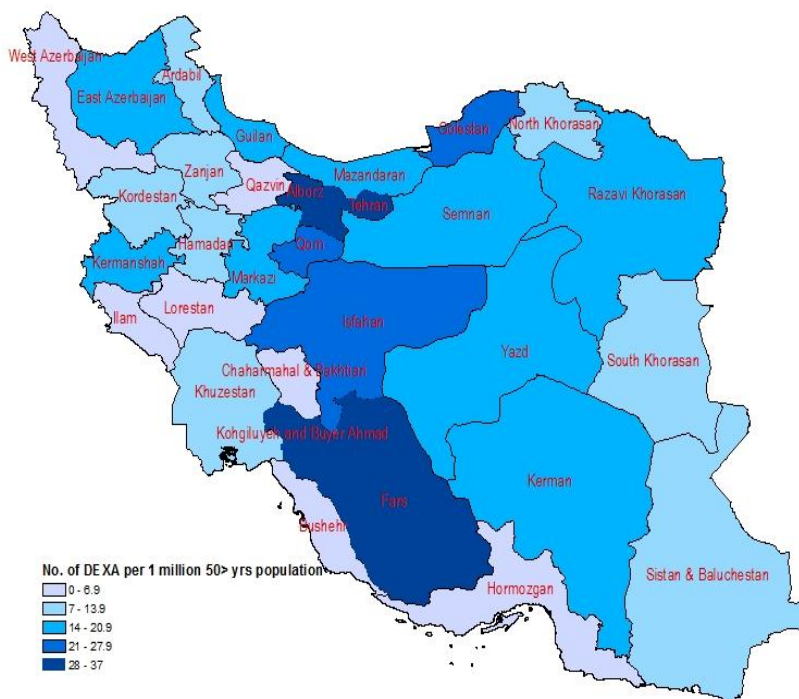 West Azerbaijan
Ardabil
East Azerbaijan
Guilan
Golestan
North Khorasan
Zanjan
Mazandaran
Qazvin
Alborz
Tehran
Razavi Khorasan
Kordestan
Semnan
Hamadan
Qom
Kermanshah
Markazi
Ilam
Lorestan
Isfahan
Yazd
South Khorasan
Chaharmahal & Bakhtiari
Khuzestan
Kohgiluyeh and Buyer Ahmad
Kerman
Fars
Bushehr
Sistan & Baluchestan
Hormozgan
No. of DEXA per 1 million 50> yrs population
0 - 6.9
7 - 13.9
14 - 20.9
21 - 27.9
28 - 37